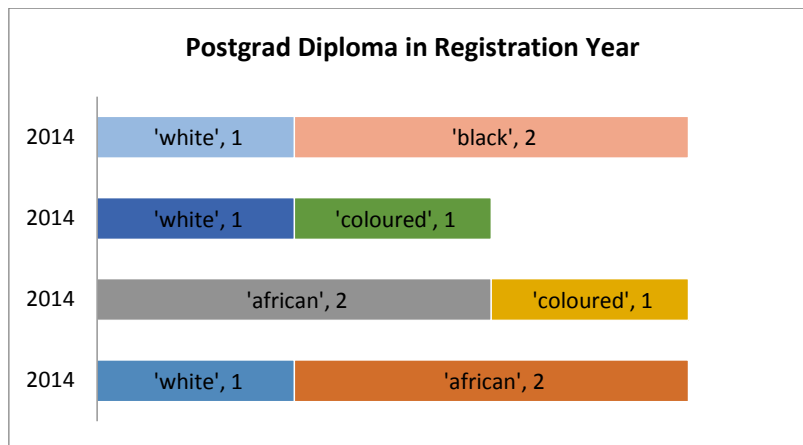 Postgrad Diploma in Registration Year
2014 'white', 1 'black', 2
2014 'white', 1 'coloured', 1
2014 'african', 2 'coloured', 1
2014 'white', 1 'african', 2